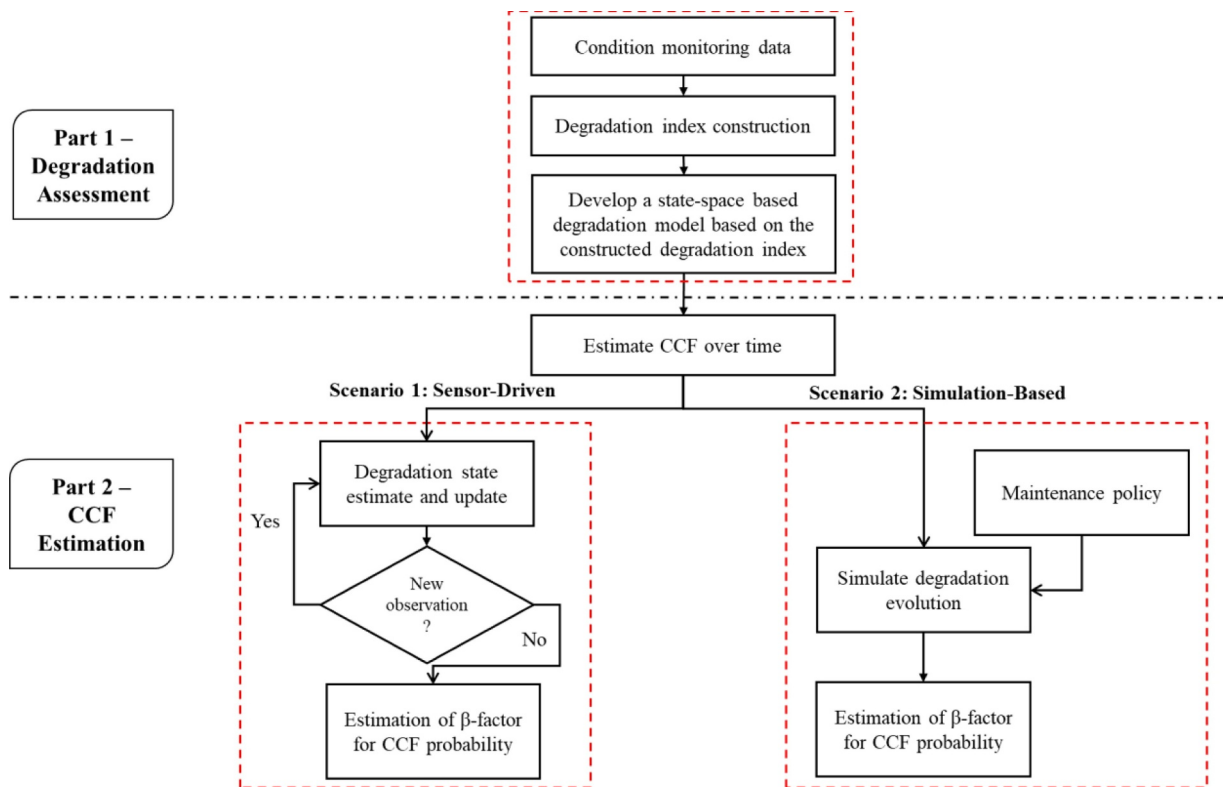 Condition monitoring data
Part 1 –
Degradation
Assessment
Degradation index construction
Develop a state-space based
degradation model based on the
constructed degradation index
Estimate CCF over time
Scenario 1: Sensor-Driven
Scenario 2: Simulation-Based
Part 2 –
CCF
Estimation
Degradation state
estimate and update
Yes
New
observation
?
No
Estimation of β-factor
for CCF probability
Maintenance policy
Simulate degradation
evolution
Estimation of β-factor
for CCF probability